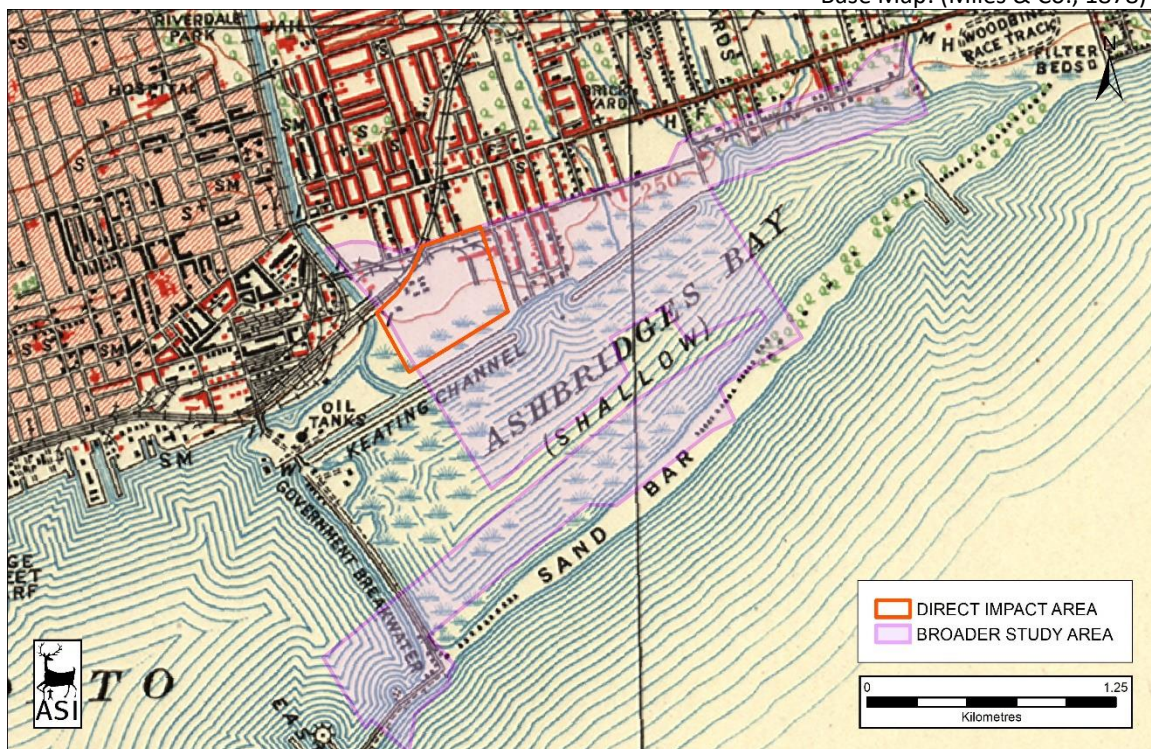 Base Map: (Miles & Co., 1878)
RIVERDALE
PARK
JAIL
HOSPITAL
BRICK
YARD
WOODBINE
RACE TRACK
FILTER
BEDS
N
250
SM
SM
SM
SM
OIL
TANKS
KEATING CHANNEL
ASHBRIDGES BAY
(SHALLOW)
GOVERNMENT BREAKWATER
SAND BAR
TO
EAS
DIRECT IMPACT AREA
BROADER STUDY AREA
0 1.25
Kilometres
ASI